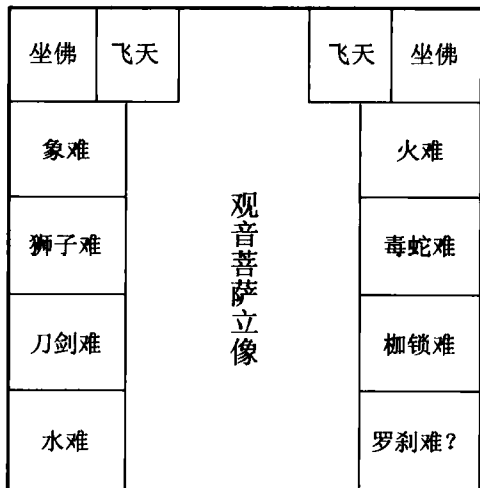 坐佛 飞天 飞天 坐佛
象难 火难
观音菩萨立像
狮子难 毒蛇难
刀剑难 枷锁难
水难 罗刹难?